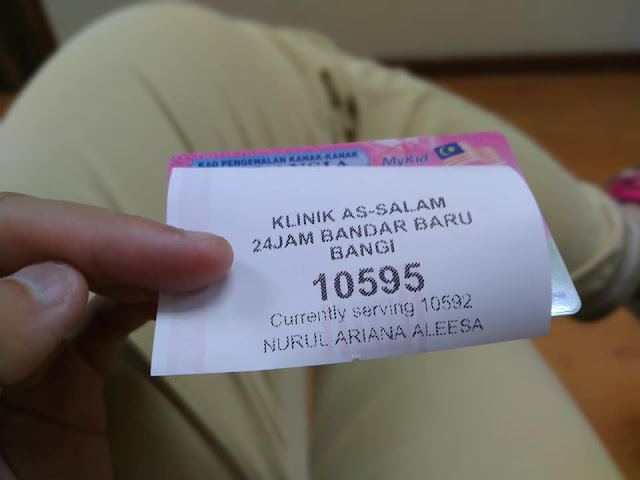 KAD PENGENALAN KANAK-KANAK
MyKid
KLINIK AS-SALAM
24JAM BANDAR BARU
BANGI
10595
Currently serving 10592
NURUL ARIANA ALEESA